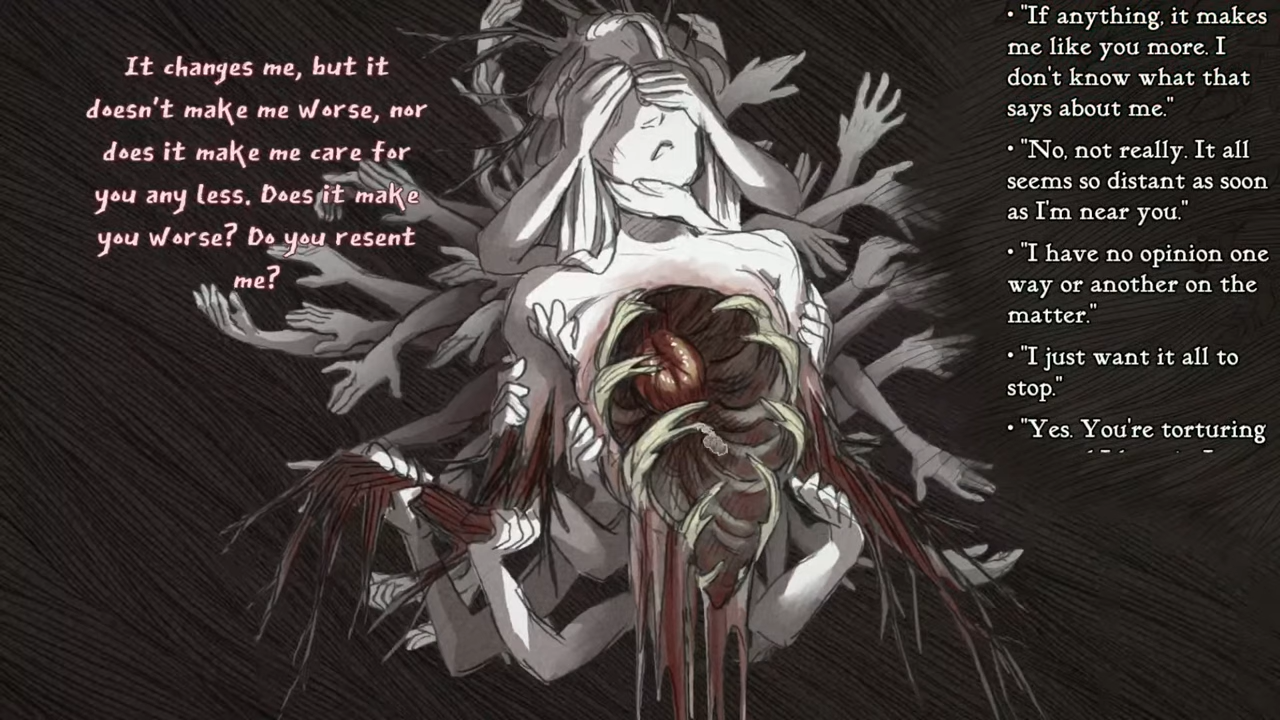 It changes me, but it
doesn't make me worse, nor
does it make me care for
you any less. Does it make
you worse? Do you resent
me?
• "If anything, it makes
me like you more. I
don't know what that
says about me."
• "No, not really. It all
seems so distant as soon
as I'm near you."
• "I have no opinion one
way or another on the
matter."
• "I just want it all to
stop."
• "Yes. You're torturing